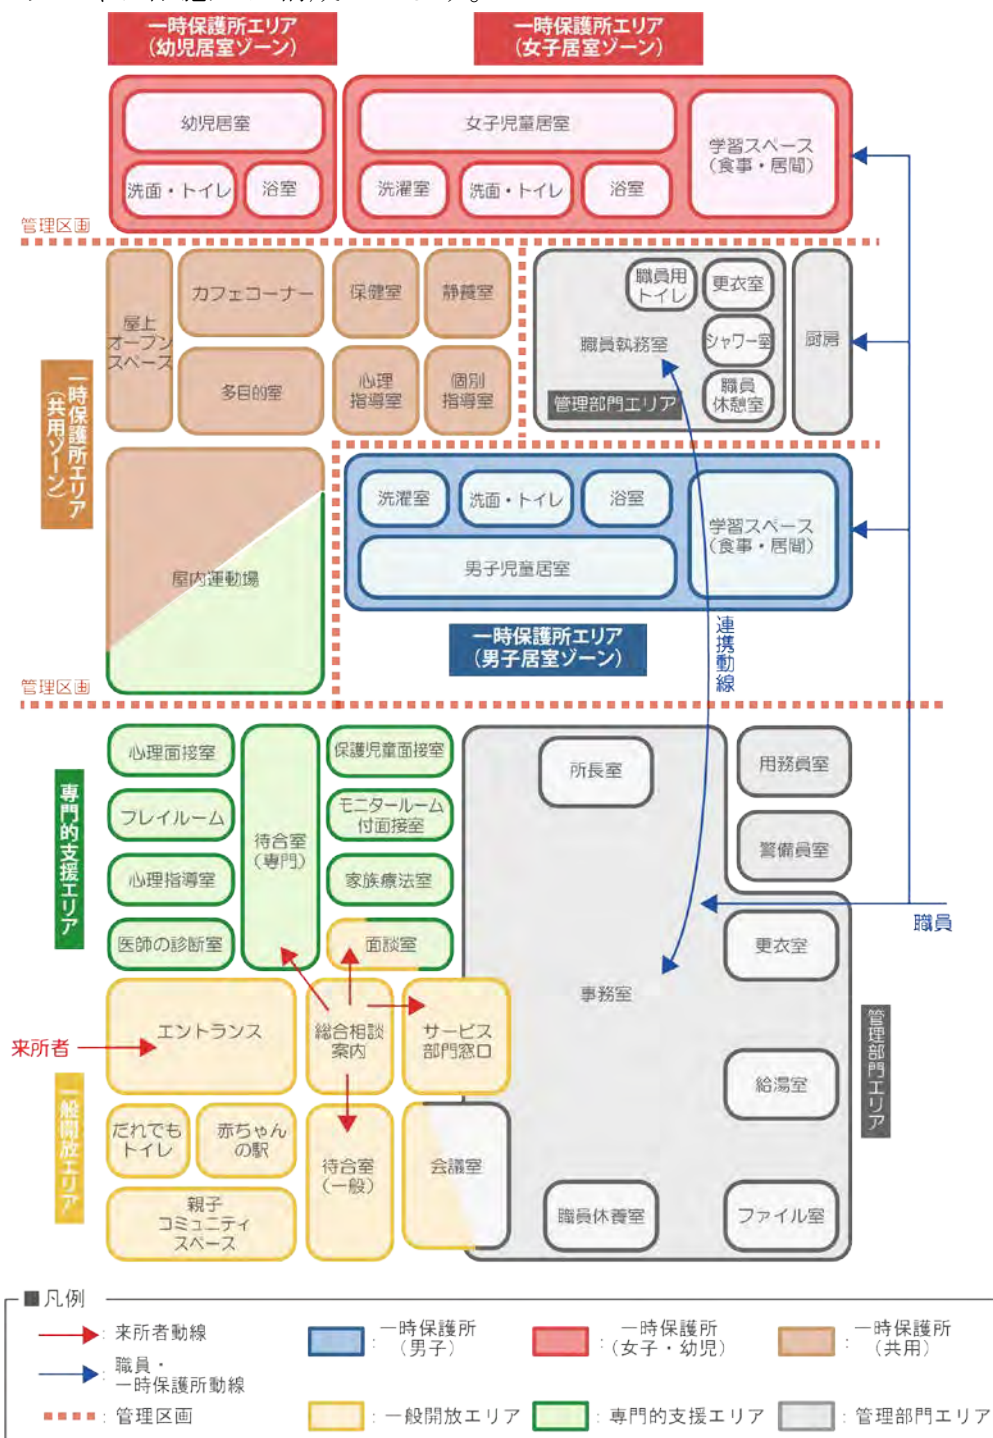 一時保護所エリア
(幼児居室ゾーン)
一時保護所エリア
(女子居室ゾーン)
幼児居室
洗面・トイレ
浴室
女子児童居室
洗濯室
洗面・トイレ
浴室
学習スペース
(食事・居間)
管理区画
屋上
オープン
スペース
カフェコーナー
保健室
静養室
多目的室
心理
指導室
個別
指導室
職員用
トイレ
更衣室
職員執務室
シャワー室
管理部門エリア
職員
休憩室
厨房
一時保護所エリア
(共用ゾーン)
屋内運動場
洗濯室
洗面・トイレ
浴室
学習スペース
(食事・居間)
男子児童居室
一時保護所エリア
(男子居室ゾーン)
連携動線
管理区画
専門的支援エリア
心理面接室
プレイルーム
心理指導室
医師の診断室
待合室
(専門)
保護児童面接室
モニタールーム
付面接室
家族療法室
面談室
所長室
用務員室
警備員室
職員
更衣室
事務室
給湯室
職員休養室
ファイル室
管理部門エリア
来所者
エントランス
総合相談
案内
サービス
部門窓口
一般開放エリア
だれでも
トイレ
赤ちゃん
の駅
待合室
(一般)
会議室
親子
コミュニティ
スペース
■凡例
: 来所者動線
: 職員・
一時保護所動線
: 管理区画
: 一時保護所
(男子)
: 一時保護所
(女子・幼児)
: 一時保護所
(共用)
: 一般開放エリア
: 専門的支援エリア
: 管理部門エリア